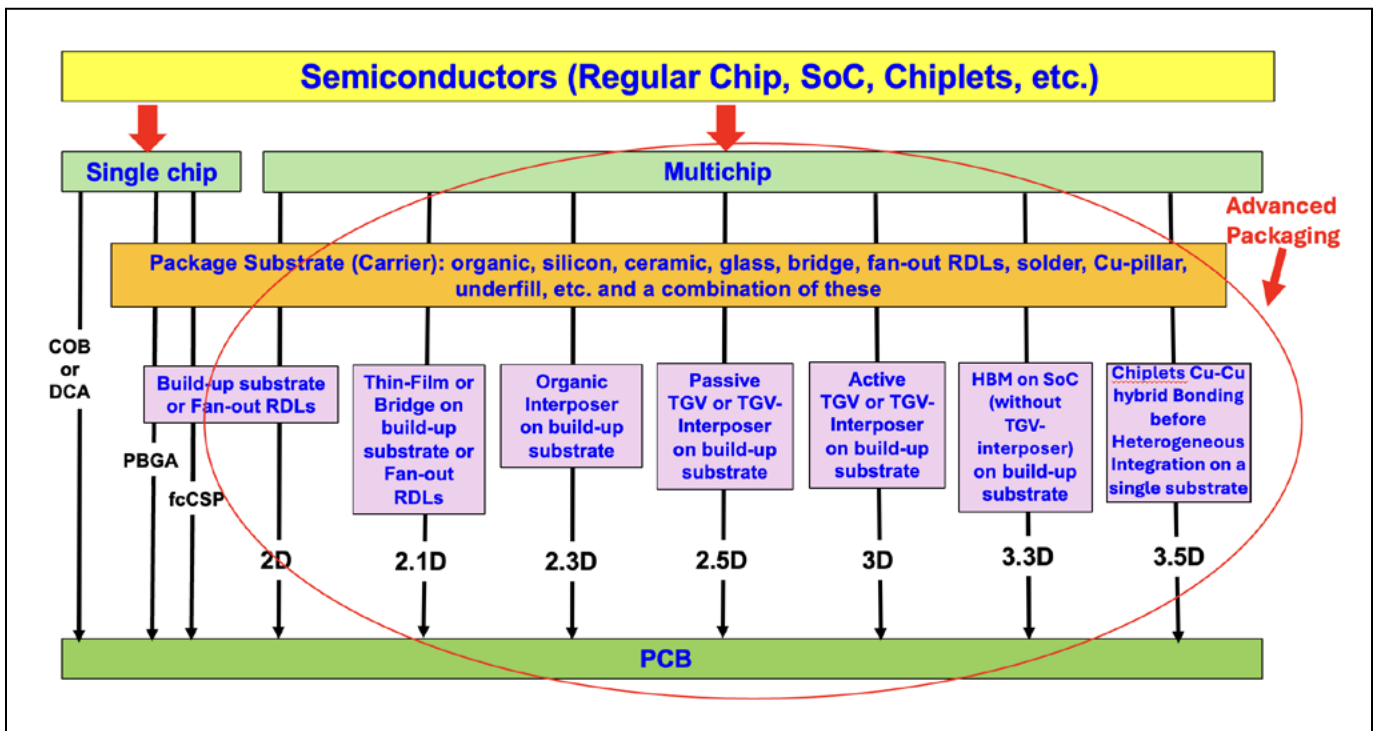 Semiconductors (Regular Chip, SoC, Chiplets, etc.)
Single chip
Multichip
Advanced
Packaging
Package Substrate (Carrier): organic, silicon, ceramic, glass, bridge, fan-out RDLs, solder, Cu-pillar,
underfill, etc. and a combination of these
COB
or
DCA
PBGA
fcCSP
Build-up substrate
or Fan-out RDLs
2D
Thin-Film or
Bridge on
build-up
substrate or
Fan-out
RDLs
2.1D
Organic
Interposer
on build-up
substrate
2.3D
Passive
TGV or TGV-
Interposer
on build-up
substrate
2.5D
Active
TGV or TGV-
Interposer
on build-up
substrate
3D
HBM on SoC
(without
TGV-
interposer)
on build-up
substrate
3.3D
Chiplets Cu-Cu
hybrid Bonding
before
Heterogeneous
Integration on a
single substrate
3.5D
PCB